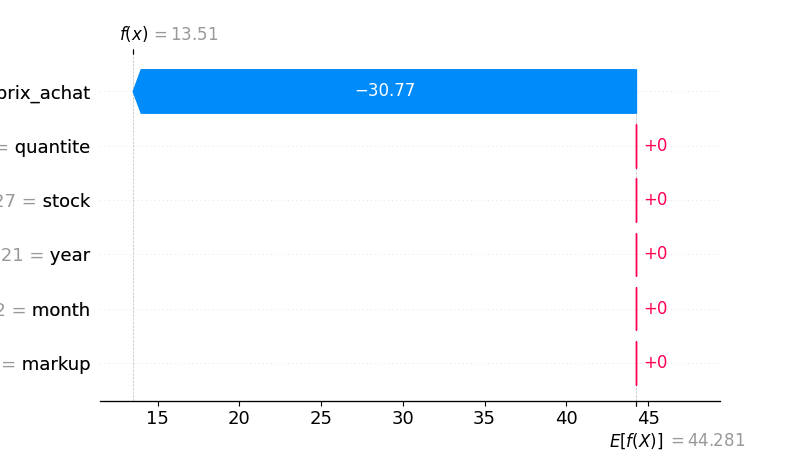 f(x) = 13.51
prix_achat
−30.77
= quantite
+0
27 = stock
+0
21 = year
+0
2 = month
+0
= markup
+0
15 20 25 30 35 40 45
E[f(X)] = 44.281